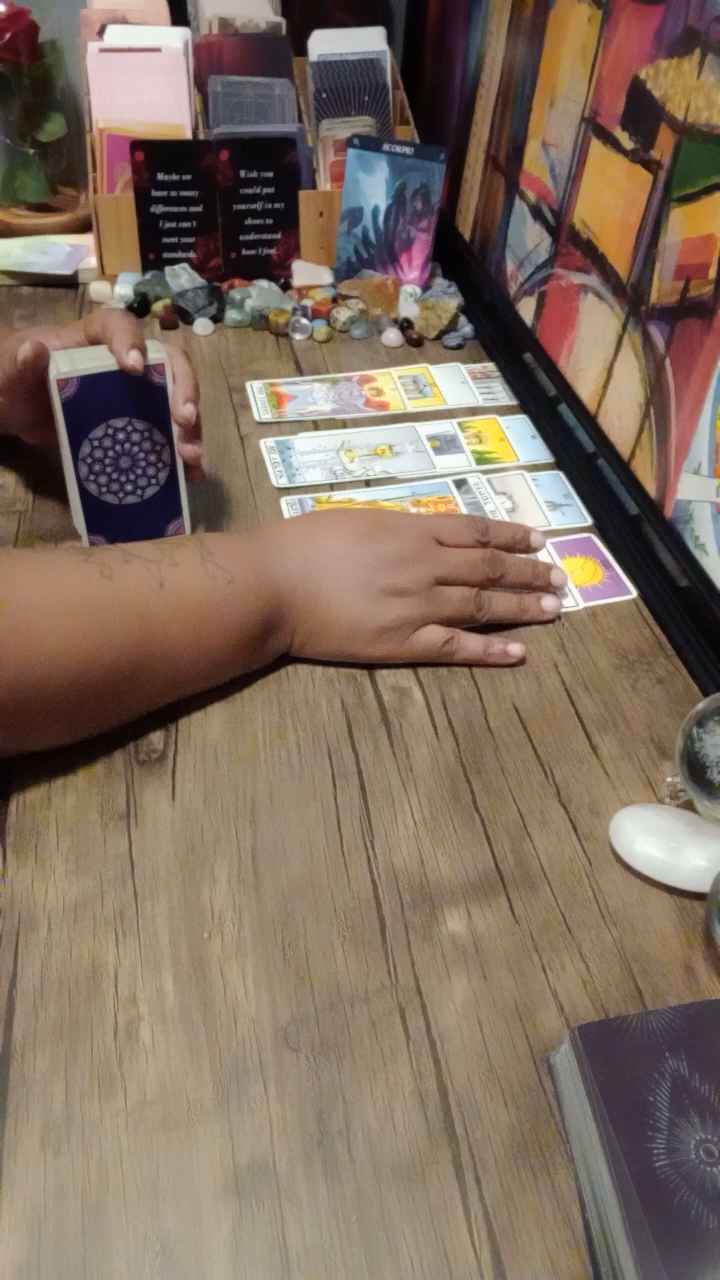 SCORPIO
Maybe we
have so many
differences and
I just can't
meet your
standards.
Wish you
could put
yourself in my
shoes to
understand
how I feel.